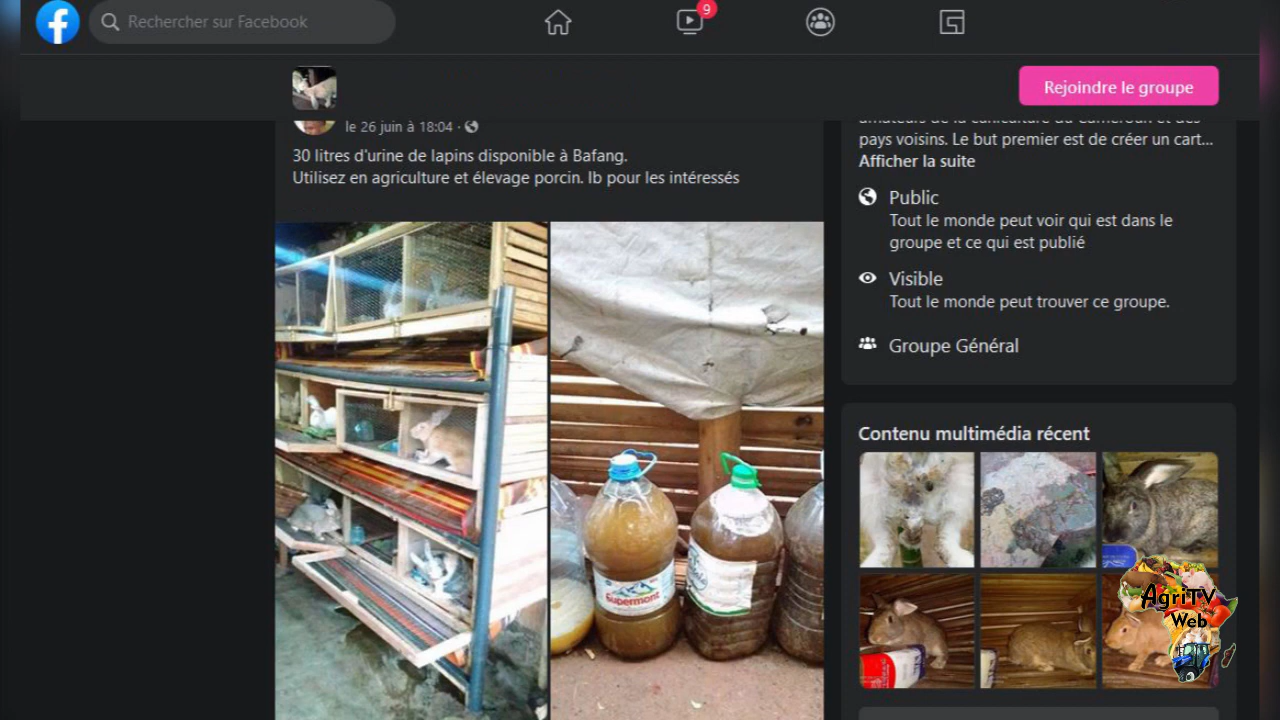 Rechercher sur Facebook
9
Rejoindre le groupe
le 26 juin à 18:04 ·
30 litres d'urine de lapins disponible à Bafang.
Utilisez en agriculture et élevage porcin. Ib pour les intéressés
Supermont
pays voisins. Le but premier est de créer un cart...
Afficher la suite
Public
Tout le monde peut voir qui est dans le
groupe et ce qui est publié
Visible
Tout le monde peut trouver ce groupe.
Groupe Général
Contenu multimédia récent
AgriTV
Web